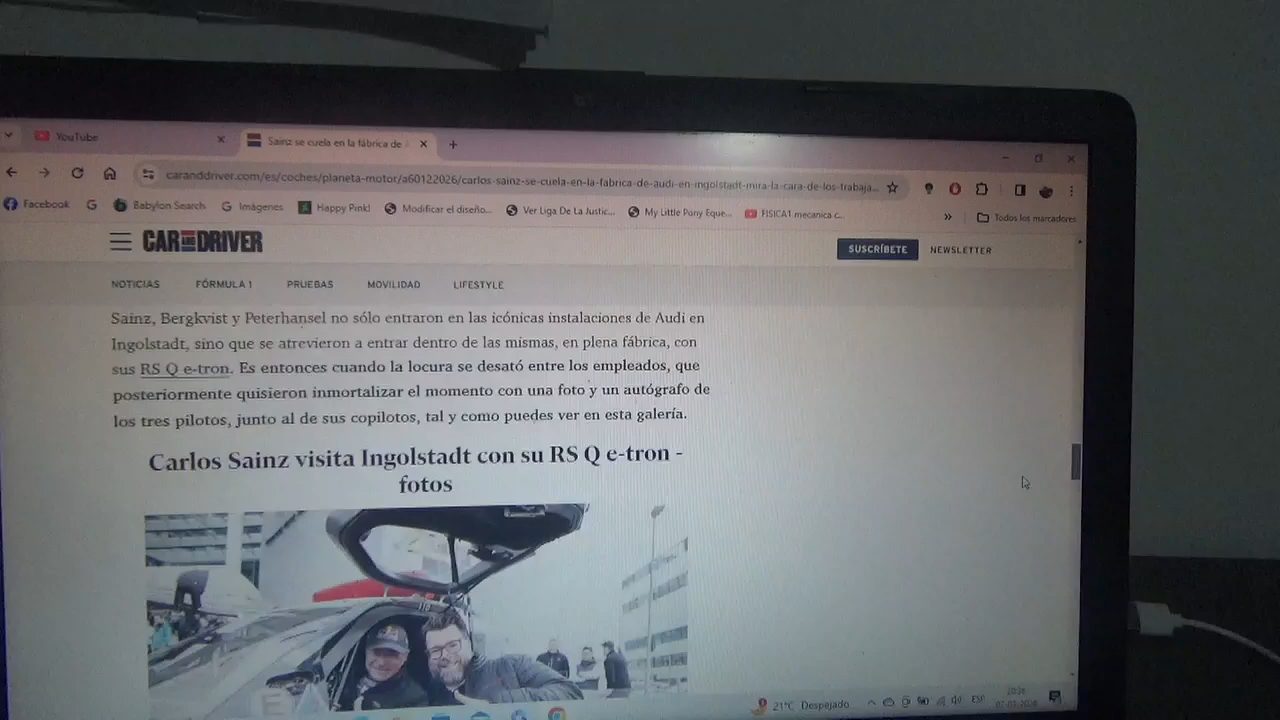 YouTube
Sainz se cuela en la fábrica de
caranddriver.com/es/coches/planeta-motor/a60122026/carlos-sainz-se-cuela-en-la-fabrica-de-audi-en-ingolstadt-mira-la-cara-de-los-trabaja...
Facebook
Babylon Search
Imágenes
Happy Pink!
Modificar el diseño...
Ver Liga De La Justic...
My Little Pony Eque...
FISICA1 mecanica c...
Todos los marcadores
CAR AND DRIVER
SUSCRÍBETE
NEWSLETTER
NOTICIAS FÓRMULA 1 PRUEBAS MOVILIDAD LIFESTYLE
Sainz, Bergkvist y Peterhansel no sólo entraron en las icónicas instalaciones de Audi en
Ingolstadt, sino que se atrevieron a entrar dentro de las mismas, en plena fábrica, con
sus RS Q e-tron. Es entonces cuando la locura se desató entre los empleados, que
posteriormente quisieron inmortalizar el momento con una foto y un autógrafo de
los tres pilotos, junto al de sus copilotos, tal y como puedes ver en esta galería.
Carlos Sainz visita Ingolstadt con su RS Q e-tron -
fotos
21°C Despejado
ESP